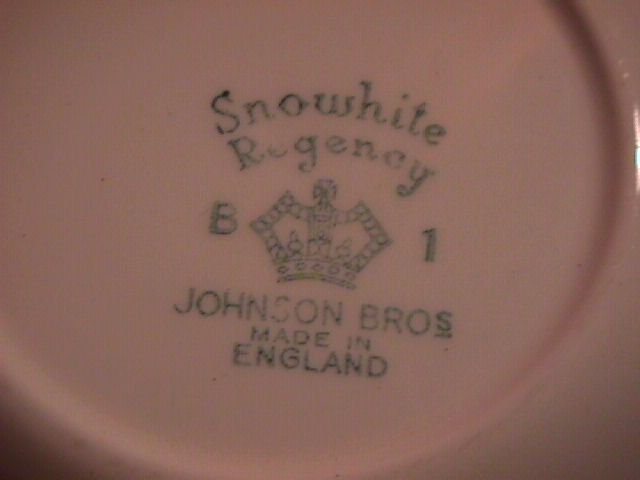 Snowhite
Regency
B 1
JOHNSON BROS
MADE IN
ENGLAND